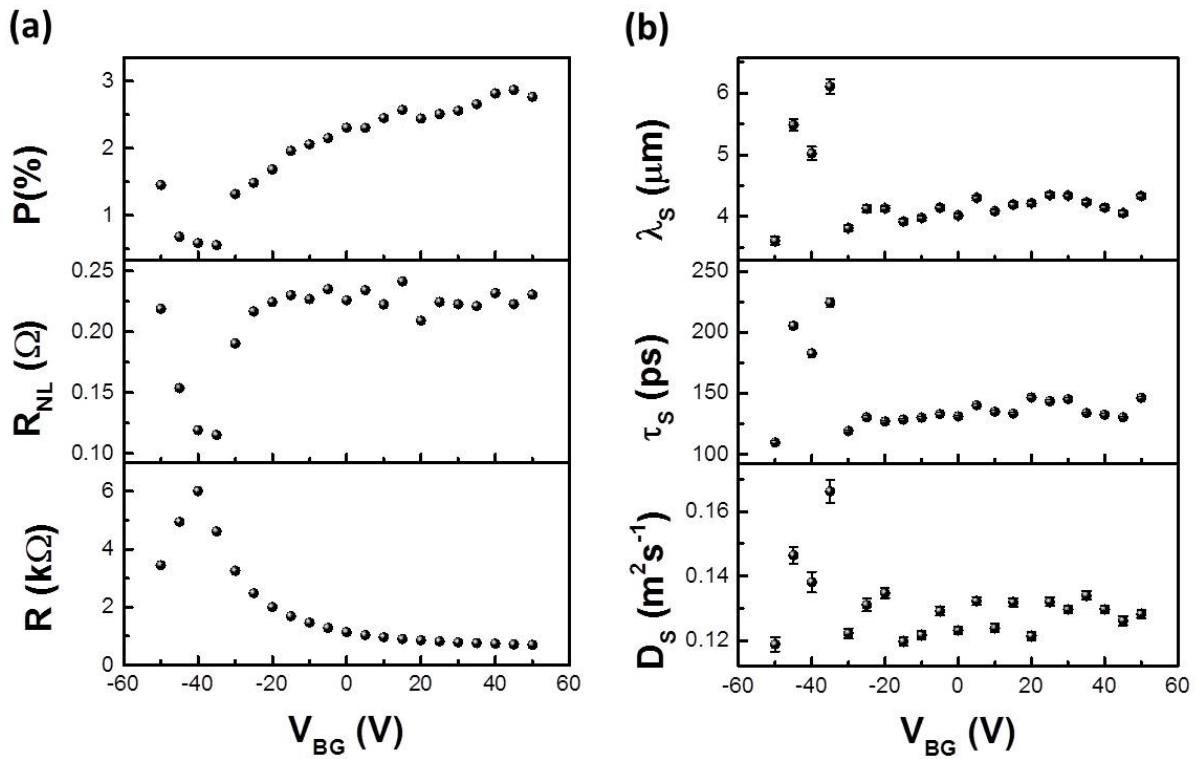 (a)
P(%)
3
2
1
R_NL (Ω)
0.25
0.20
0.15
0.10
R (kΩ)
6
4
2
0
-60 -40 -20 0 20 40 60
V_BG (V)
(b)
λ_S (μm)
6
5
4
τ_S (ps)
250
200
150
100
D_S (m²s⁻¹)
0.16
0.14
0.12
-60 -40 -20 0 20 40 60
V_BG (V)